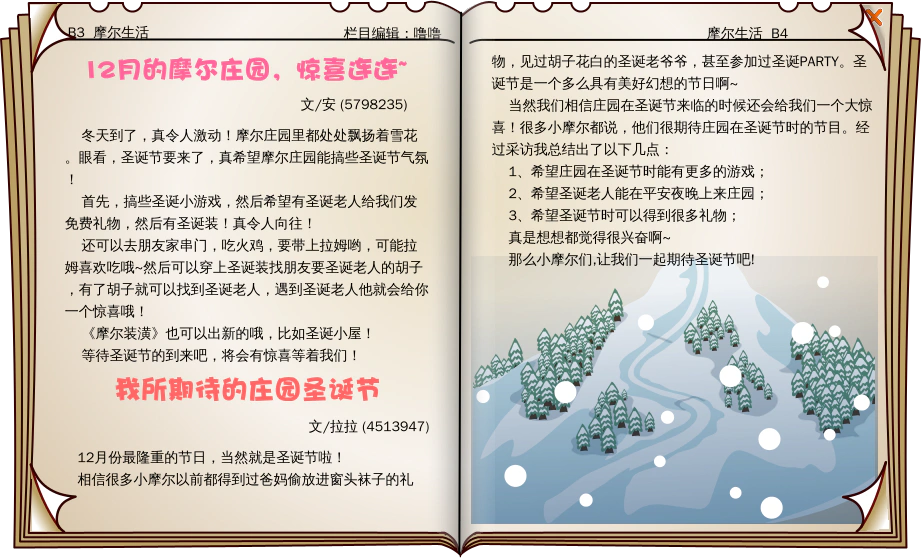 B3 摩尔生活
栏目编辑：噜噜
12月的摩尔庄园，惊喜连连~
文/安 (5798235)
冬天到了，真令人激动！摩尔庄园里都处处飘扬着雪花
。眼看，圣诞节要来了，真希望摩尔庄园能搞些圣诞节气氛
！
首先，搞些圣诞小游戏，然后希望有圣诞老人给我们发
免费礼物，然后有圣诞装！真令人向往！
还可以去朋友家串门，吃火鸡，要带上拉姆哟，可能拉
姆喜欢吃哦~然后可以穿上圣诞装找朋友要圣诞老人的胡子
，有了胡子就可以找到圣诞老人，遇到圣诞老人他就会给你
一个惊喜哦！
《摩尔装潢》也可以出新的哦，比如圣诞小屋！
等待圣诞节的到来吧，将会有惊喜等着我们！
我所期待的庄园圣诞节
文/拉拉 (4513947)
12月份最隆重的节日，当然就是圣诞节啦！
相信很多小摩尔以前都得到过爸妈偷放进窗头袜子的礼
摩尔生活 B4
物，见过胡子花白的圣诞老爷爷，甚至参加过圣诞PARTY。圣
诞节是一个多么具有美好幻想的节日啊~
当然我们相信庄园在圣诞节来临的时候还会给我们一个大惊
喜！很多小摩尔都说，他们很期待庄园在圣诞节时的节目。经
过采访我总结出了以下几点：
1、希望庄园在圣诞节时能有更多的游戏；
2、希望圣诞老人能在平安夜晚上来庄园；
3、希望圣诞节时可以得到很多礼物；
真是想想都觉得很兴奋啊~
那么小摩尔们,让我们一起期待圣诞节吧!